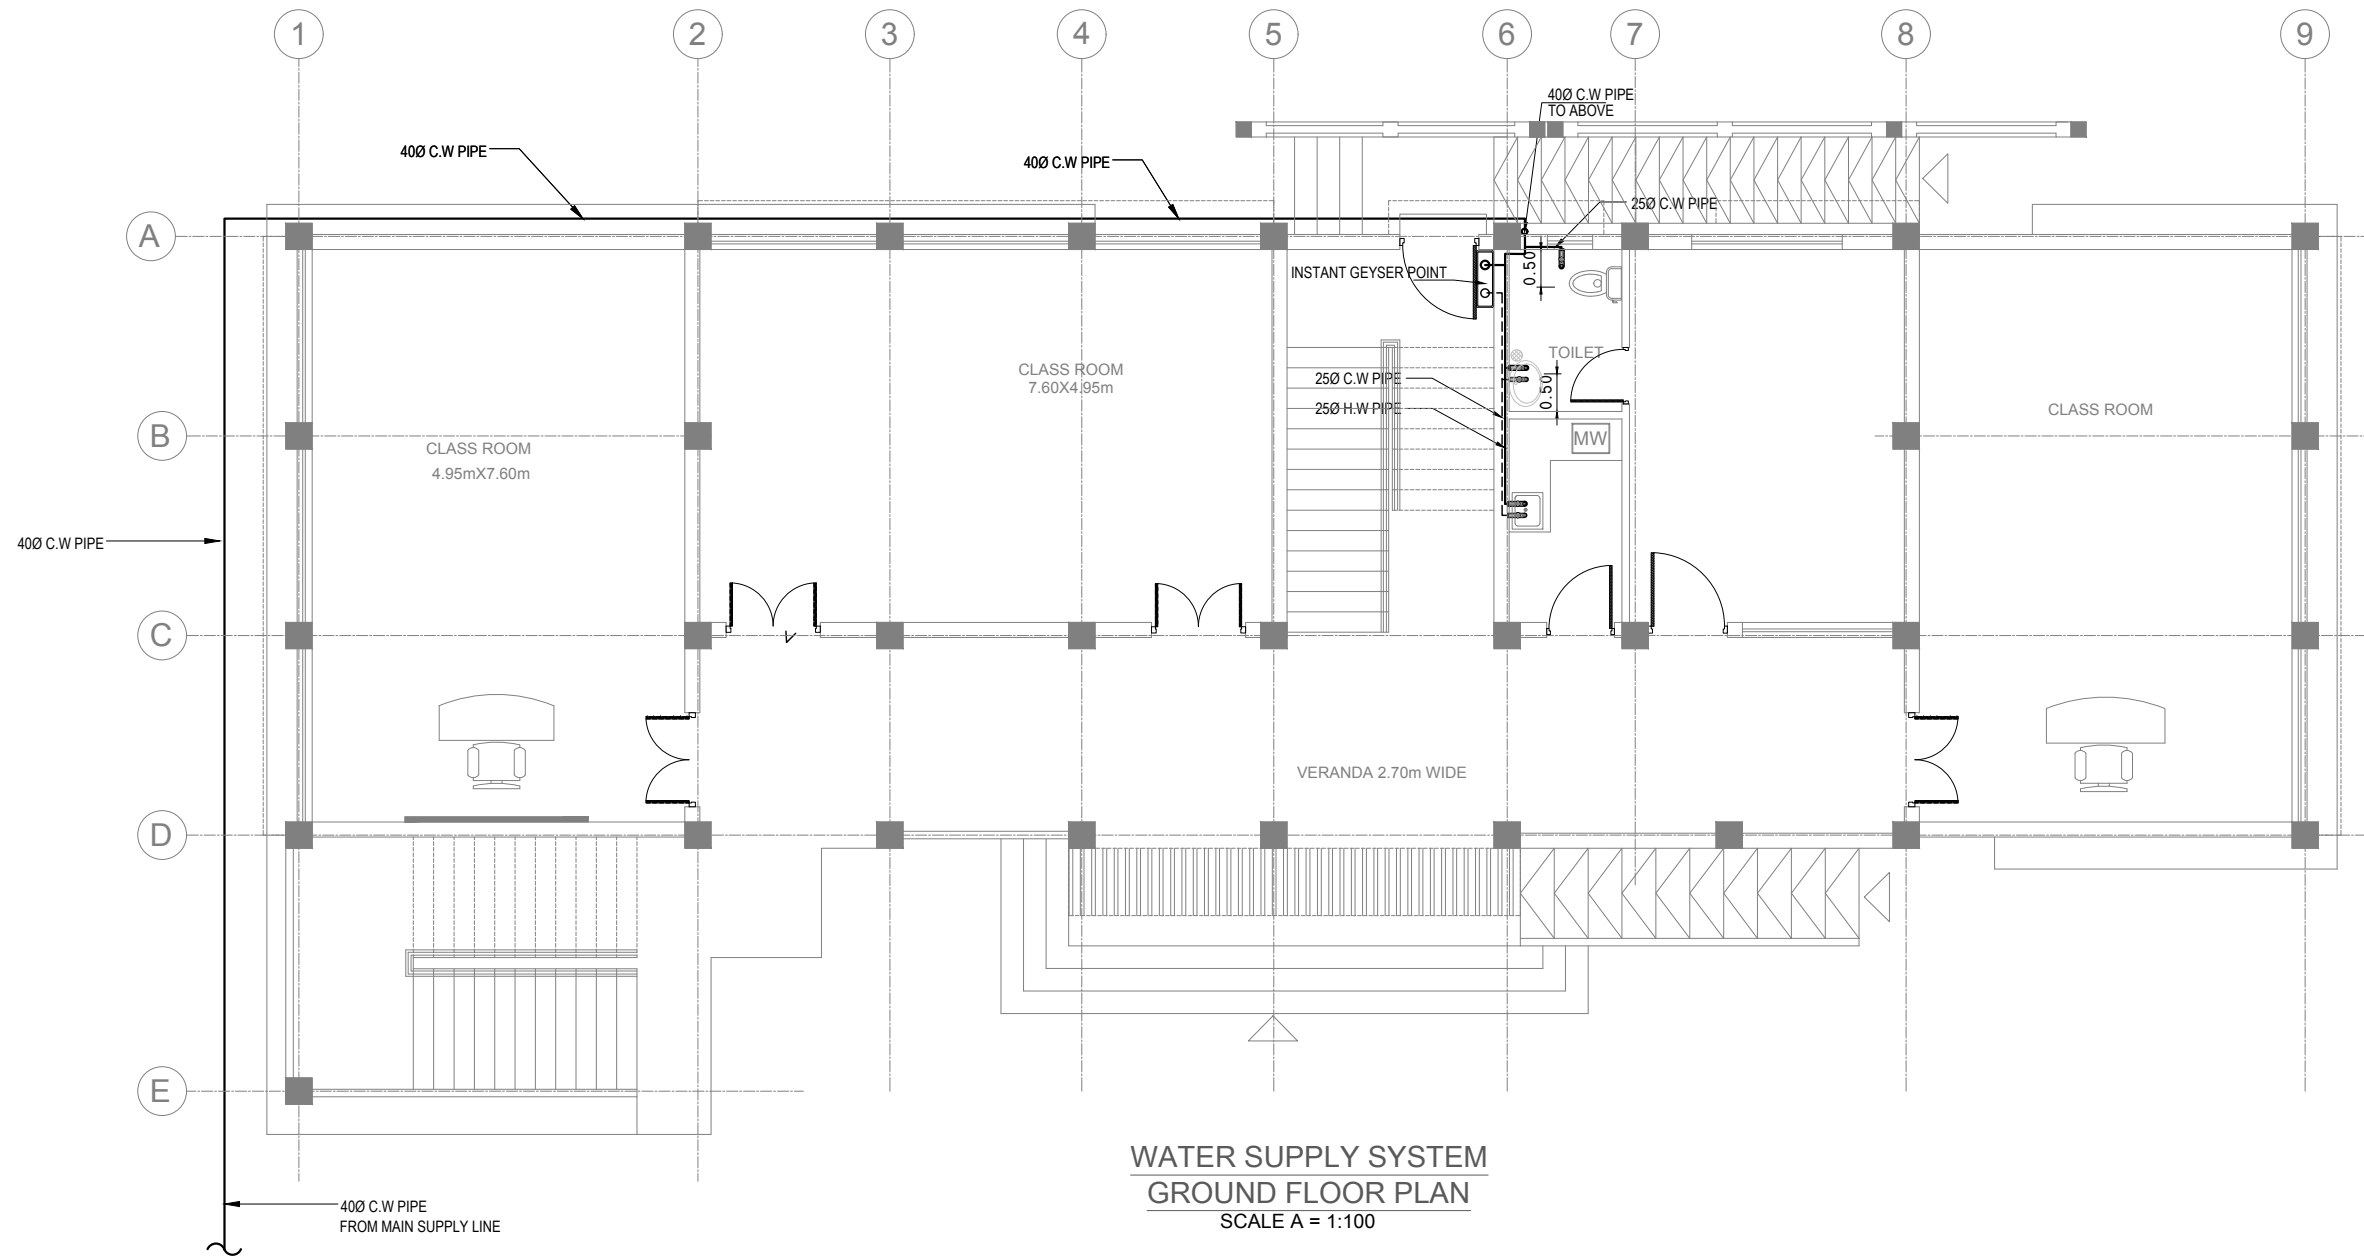 1
2
3
4
5
6
7
8
9
40Ø C.W PIPE
TO ABOVE
40Ø C.W PIPE
40Ø C.W PIPE
25Ø C.W PIPE
A
INSTANT GEYSER POINT
0.50
TOILET
CLASS ROOM
7.60X4.95m
25Ø C.W PIPE
0.50
25Ø H.W PIPE
CLASS ROOM
B
MW
CLASS ROOM
4.95mX7.60m
40Ø C.W PIPE
C
VERANDA 2.70m WIDE
D
E
WATER SUPPLY SYSTEM
GROUND FLOOR PLAN
SCALE A = 1:100
40Ø C.W PIPE
FROM MAIN SUPPLY LINE